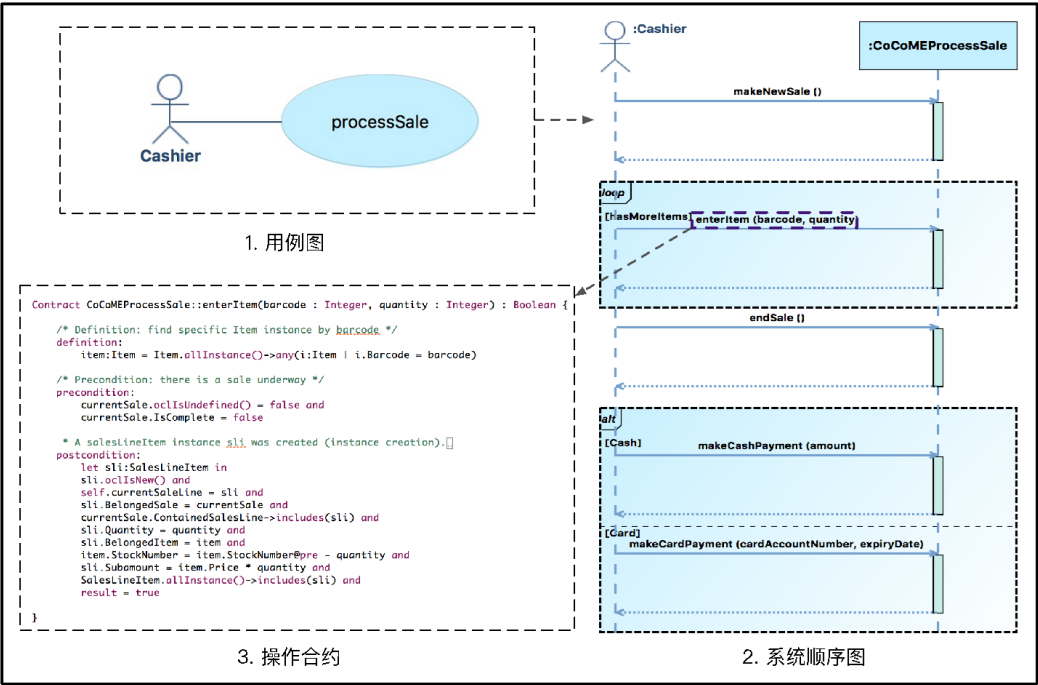 processSale
Cashier
1. 用例图
:Cashier
:CoCoMEProcessSale
makeNewSale ()
loop
[hasMoreItems]
enterItem (barcode, quantity)
endSale ()
alt
[Cash]
makeCashPayment (amount)
[Card]
makeCardPayment (cardAccountNumber, expiryDate)
2. 系统顺序图
Contract CoCoMEProcessSale::enterItem(barcode : Integer, quantity : Integer) : Boolean {
/* Definition: find specific Item instance by barcode */
definition:
item:Item = Item.allInstance()->any(i:Item | i.Barcode = barcode)
/* Precondition: there is a sale underway */
precondition:
currentSale.oclIsUndefined() = false and
currentSale.IsComplete = false
* A salesLineItem instance sli was created (instance creation).
postcondition:
let sli:SalesLineItem in
sli.oclIsNew() and
self.currentSaleLine = sli and
sli.BelongedSale = currentSale and
currentSale.ContainedSalesLine->includes(sli) and
sli.Quantity = quantity and
sli.BelongedItem = item and
item.StockNumber = item.StockNumber@pre - quantity and
sli.Subamount = item.Price * quantity and
SalesLineItem.allInstance()->includes(sli) and
result = true
}
3. 操作合约